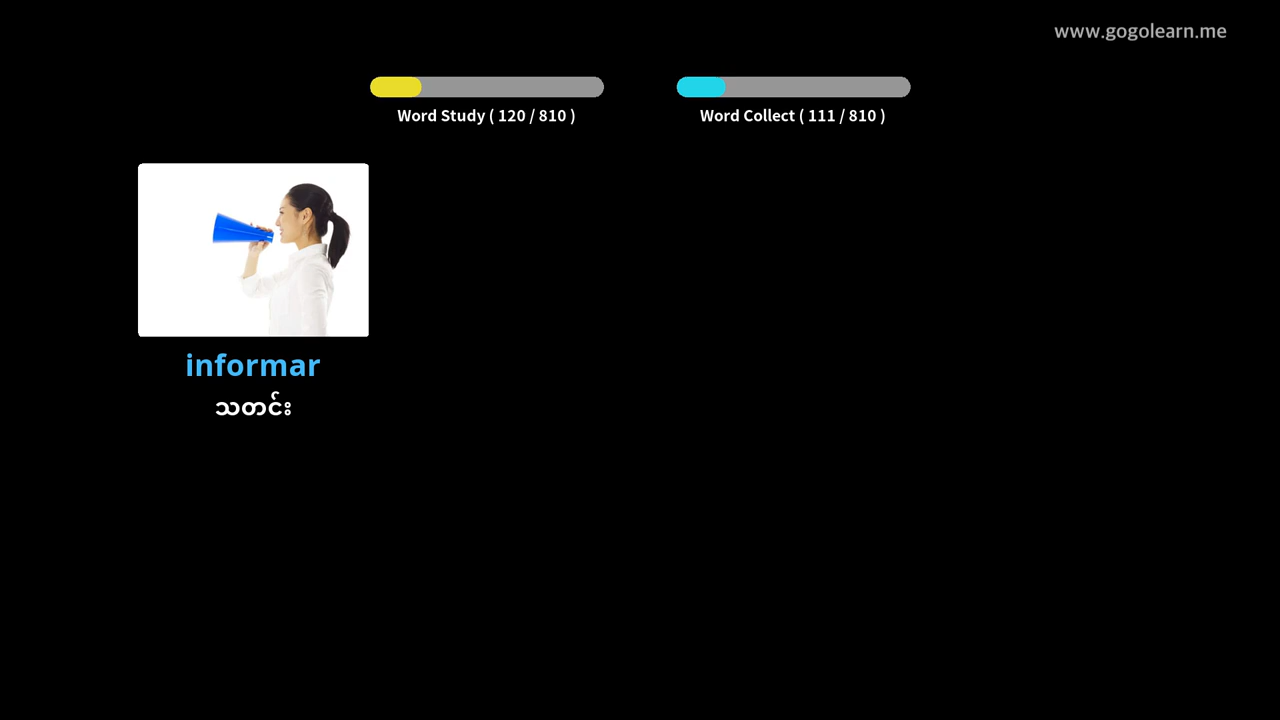 www.gogolearn.me
Word Study ( 120 / 810 )
Word Collect ( 111 / 810 )
informar
သတင်း